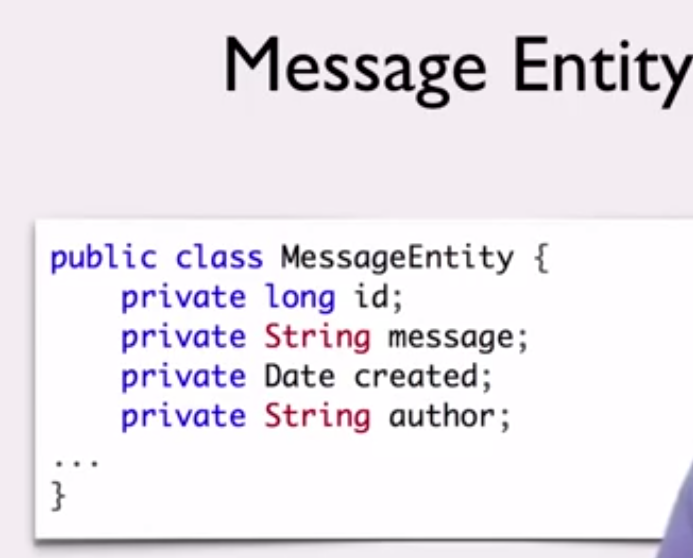 Message Entity
public class MessageEntity {
    private long id;
    private String message;
    private Date created;
    private String author;
...
}